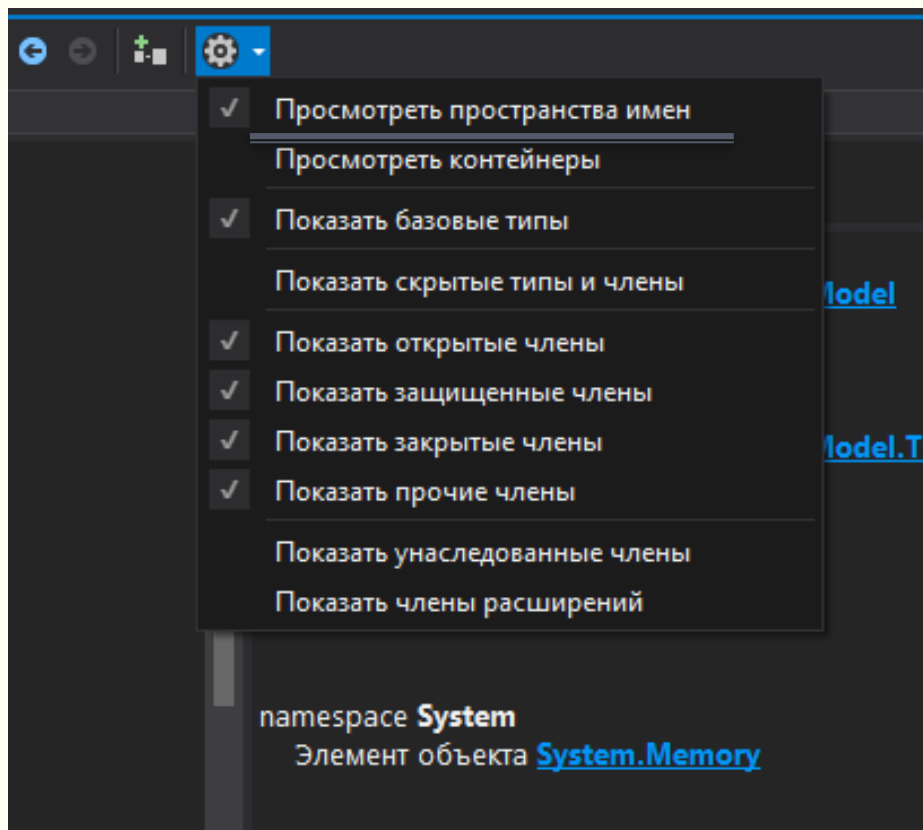 Просмотреть пространства имен
Просмотреть контейнеры
Показать базовые типы
Показать скрытые типы и члены
Model
Показать открытые члены
Показать защищенные члены
Показать закрытые члены
Model.T
Показать прочие члены
Показать унаследованные члены
Показать члены расширений
namespace System
Элемент объекта System.Memory